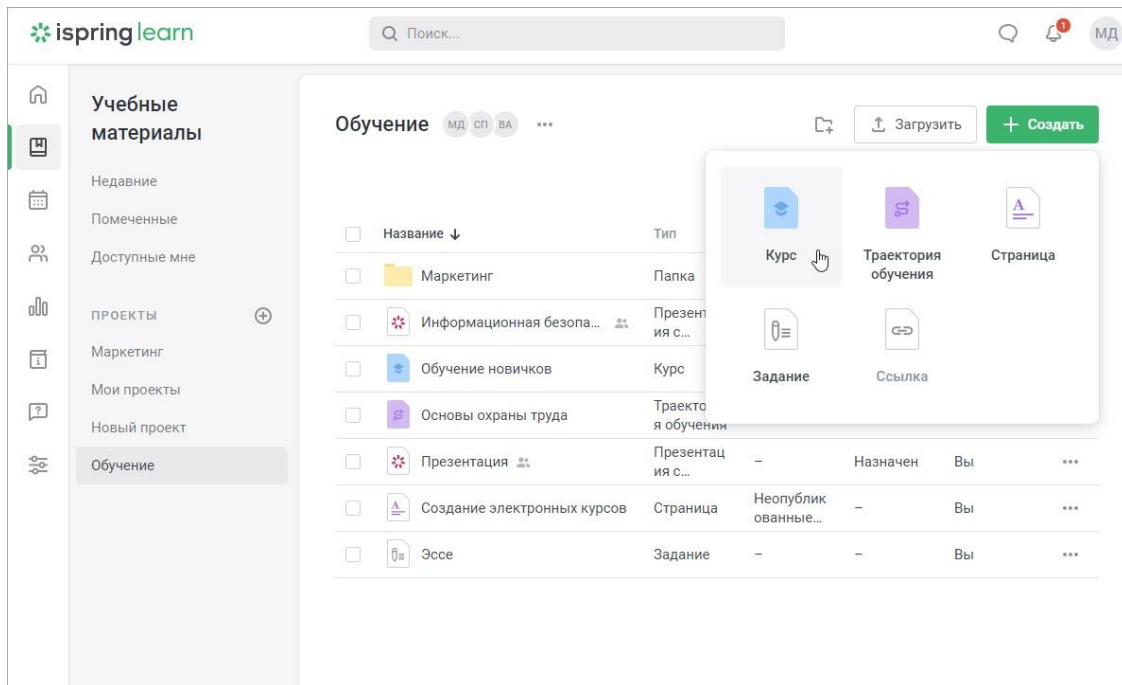 ispring learn
Поиск...
1
МД
Учебные
материалы
Недавние
Помеченные
Доступные мне
ПРОЕКТЫ
Маркетинг
Мои проекты
Новый проект
Обучение
Обучение МД СП ВА
Загрузить
+ Создать
Курс
Траектория
обучения
Страница
Задание
Ссылка
Название ↓ Тип
Маркетинг Папка
Информационная безопа... Презент
ия с...
Обучение новичков Курс
Основы охраны труда Траекто
я обучения
Презентация Презентац – Назначен Вы
ия с...
Создание электронных курсов Страница Неопублик – Вы
ованные...
Эссе Задание – – Вы